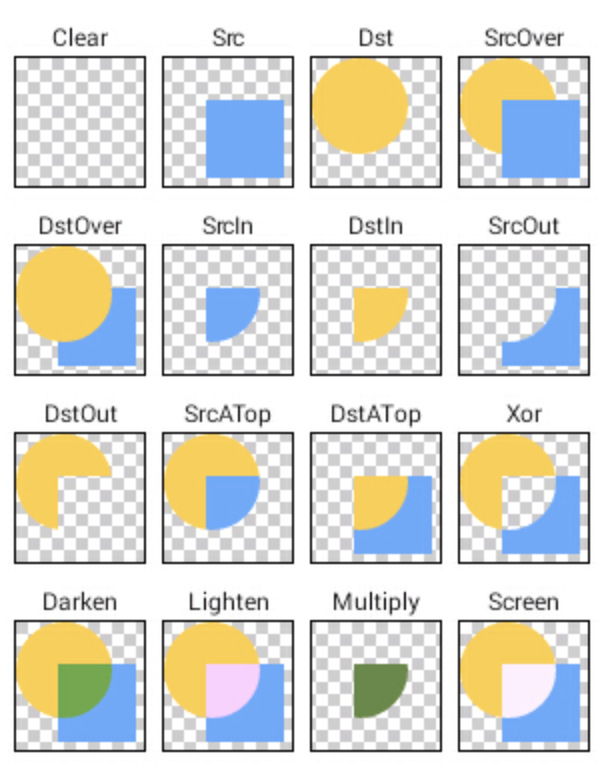 Clear Src Dst SrcOver
DstOver SrcIn DstIn SrcOut
DstOut SrcATop DstATop Xor
Darken Lighten Multiply Screen